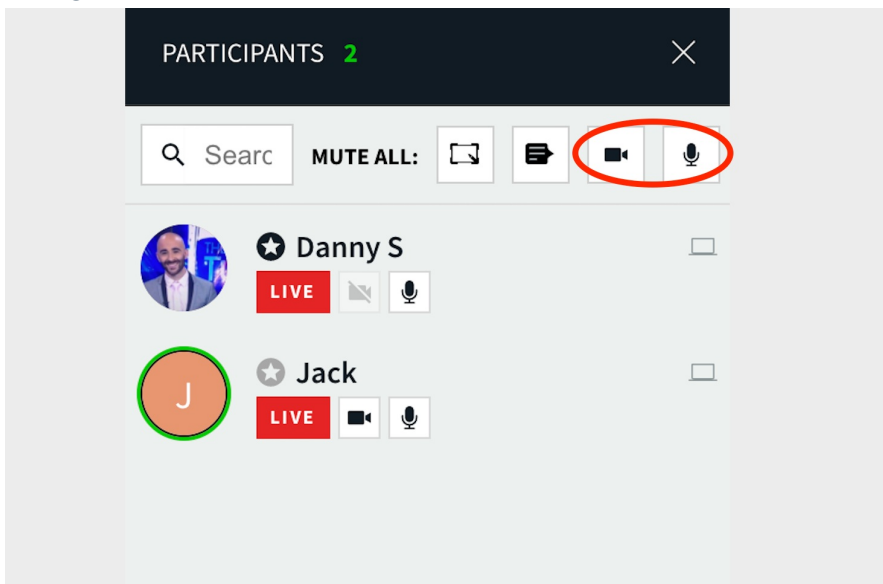 PARTICIPANTS 2
Searc MUTE ALL:
Danny S
LIVE
J
Jack
LIVE